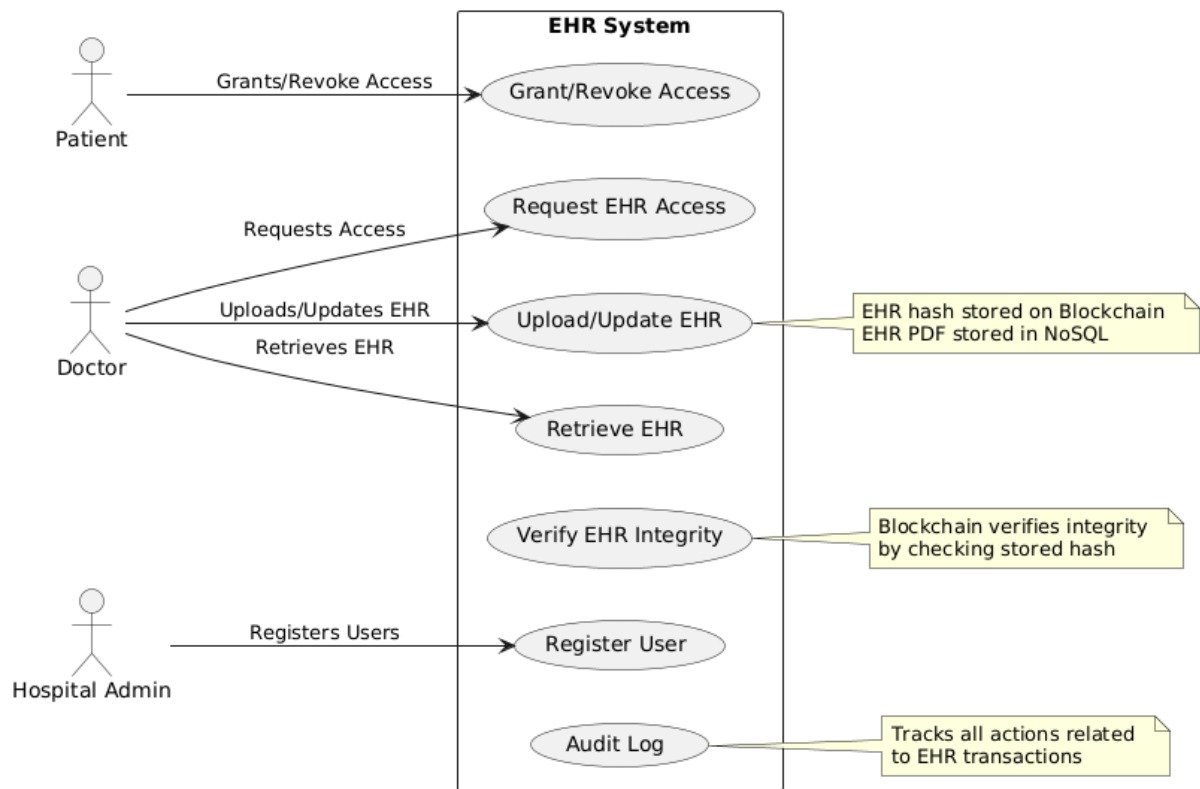 EHR System
Grants/Revoke Access
Grant/Revoke Access
Patient
Request EHR Access
Requests Access
Uploads/Updates EHR
Upload/Update EHR
EHR hash stored on Blockchain
EHR PDF stored in NoSQL
Retrieves EHR
Doctor
Retrieve EHR
Verify EHR Integrity
Blockchain verifies integrity
by checking stored hash
Registers Users
Register User
Hospital Admin
Audit Log
Tracks all actions related
to EHR transactions